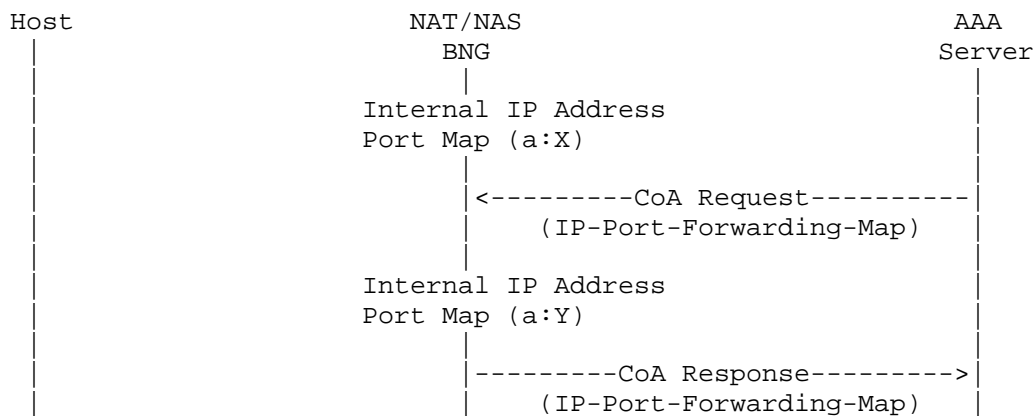 Host NAT/NAS AAA
BNG Server
Internal IP Address
Port Map (a:X)
<---------CoA Request----------
(IP-Port-Forwarding-Map)
Internal IP Address
Port Map (a:Y)
---------CoA Response--------->
(IP-Port-Forwarding-Map)